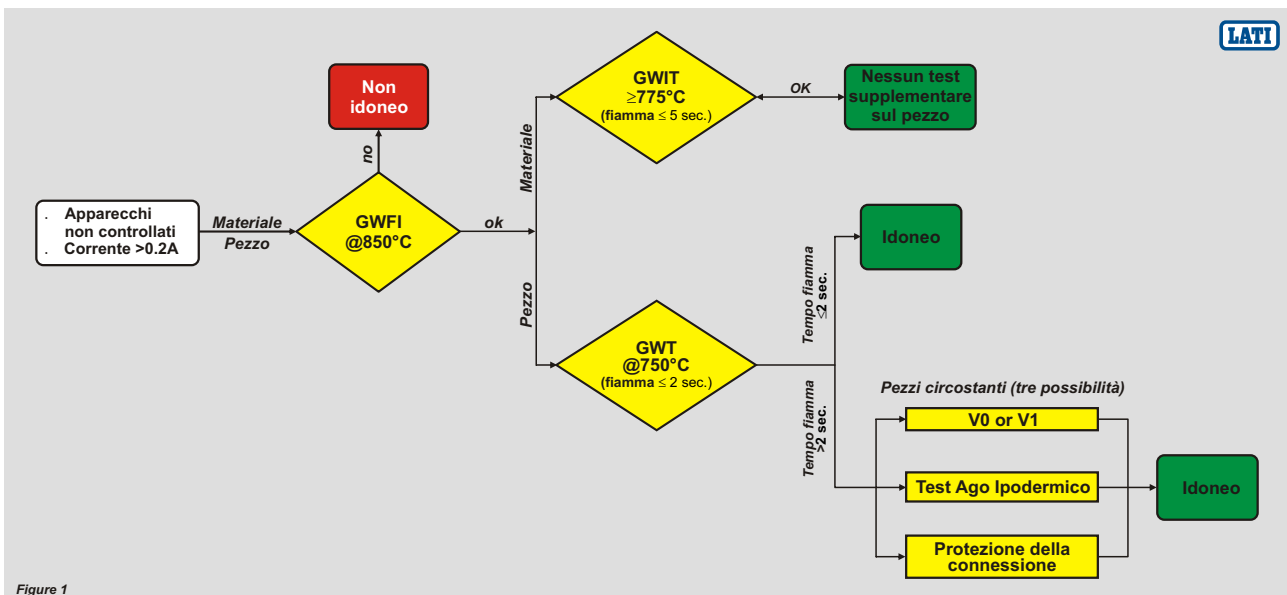 LATI
Non
idoneo
GWIT
≥775°C
(fiamma ≤ 5 sec.)
OK
Nessun test
supplementare
sul pezzo
no
Materiale
. Apparecchi
non controllati
. Corrente >0.2A
Materiale
Pezzo
GWFI
@850°C
ok
Pezzo
GWT
@750°C
(fiamma ≤ 2 sec.)
Tempo fiamma
≤2 sec.
Idoneo
Tempo fiamma
>2 sec.
Pezzi circostanti (tre possibilità)
V0 or V1
Test Ago Ipodermico
Protezione della
connessione
Idoneo
Figure 1